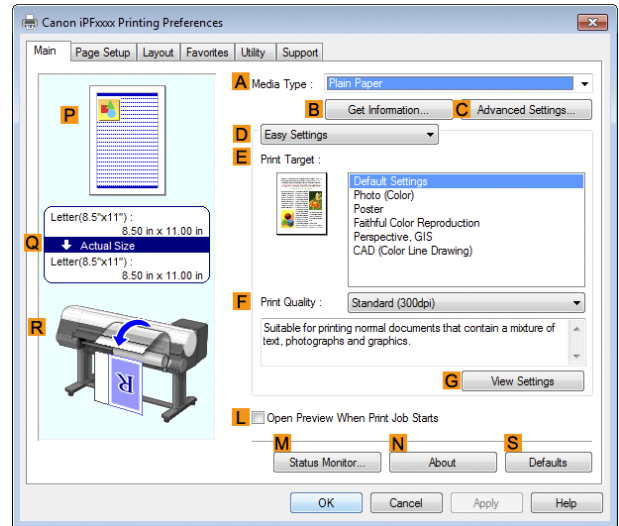 Canon iPFxxxx Printing Preferences
Main Page Setup Layout Favorites Utility Support
A Media Type : Plain Paper
B Get Information... C Advanced Settings...
D Easy Settings
E Print Target :
Default Settings
Photo (Color)
Poster
Faithful Color Reproduction
Perspective, GIS
CAD (Color Line Drawing)
P
Letter(8.5"x11") :
8.50 in x 11.00 in
Q Actual Size
Letter(8.5"x11") :
8.50 in x 11.00 in
R
R
F Print Quality : Standard (300dpi)
Suitable for printing normal documents that contain a mixture of
text, photographs and graphics.
G View Settings
L Open Preview When Print Job Starts
M Status Monitor... N About S Defaults
OK Cancel Apply Help